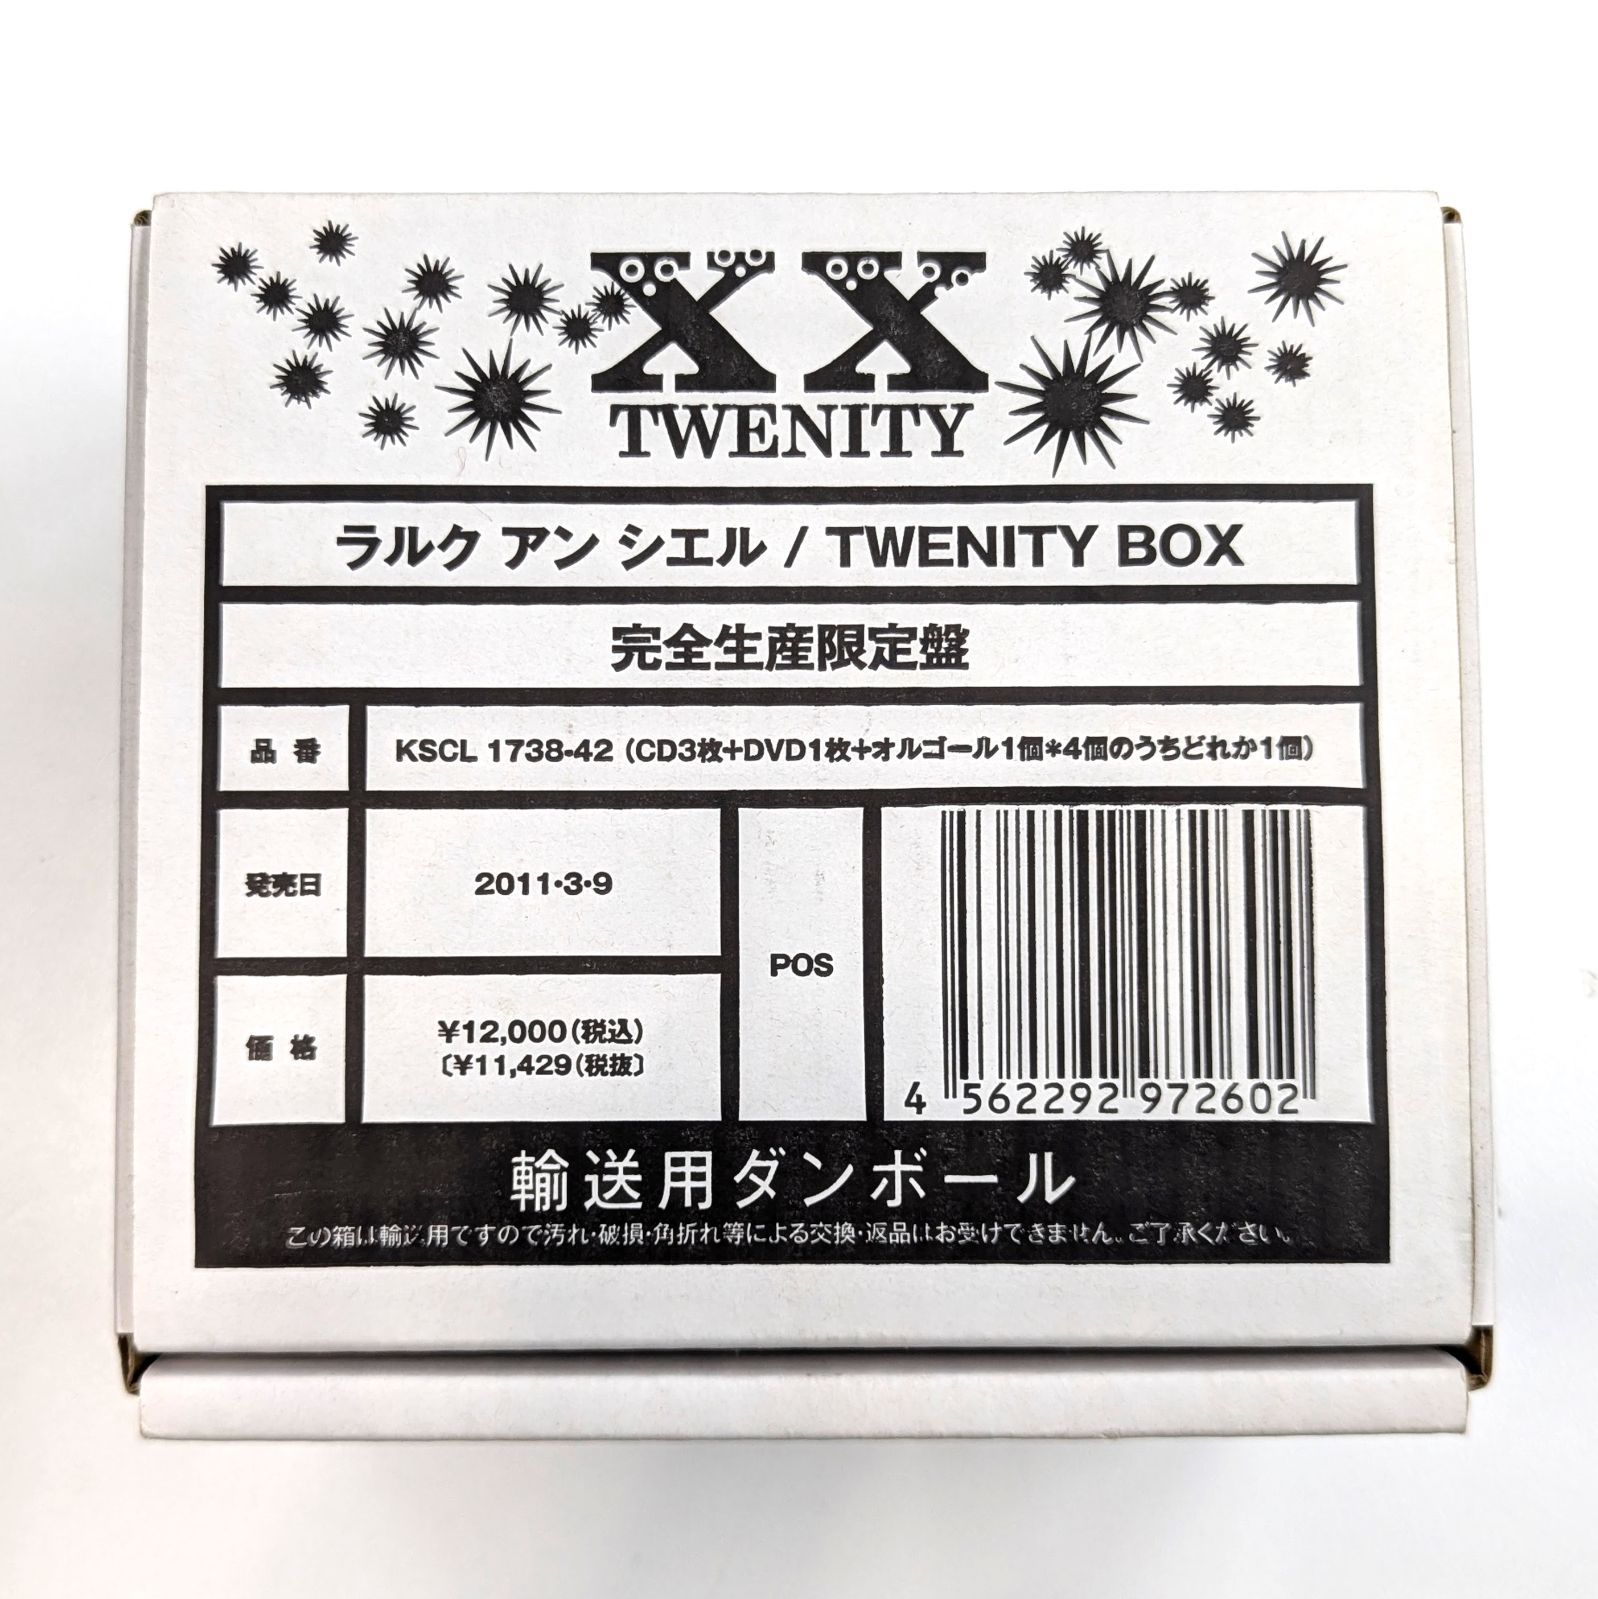 XX
TWENITY
ラルク アン シエル / TWENITY BOX
完全生産限定盤
品 番
KSCL 1738-42 (CD3枚+DVD1枚+オルゴール1個*4個のうちどれか1個)
発売日
2011・3・9
価 格
¥12,000(税込)
〔¥11,429(税抜〕
POS
4 562292 972602
輸送用ダンボール
この箱は輸送用ですので汚れ・破損・角折れ等による交換・返品はお受けできません。ご了承ください。